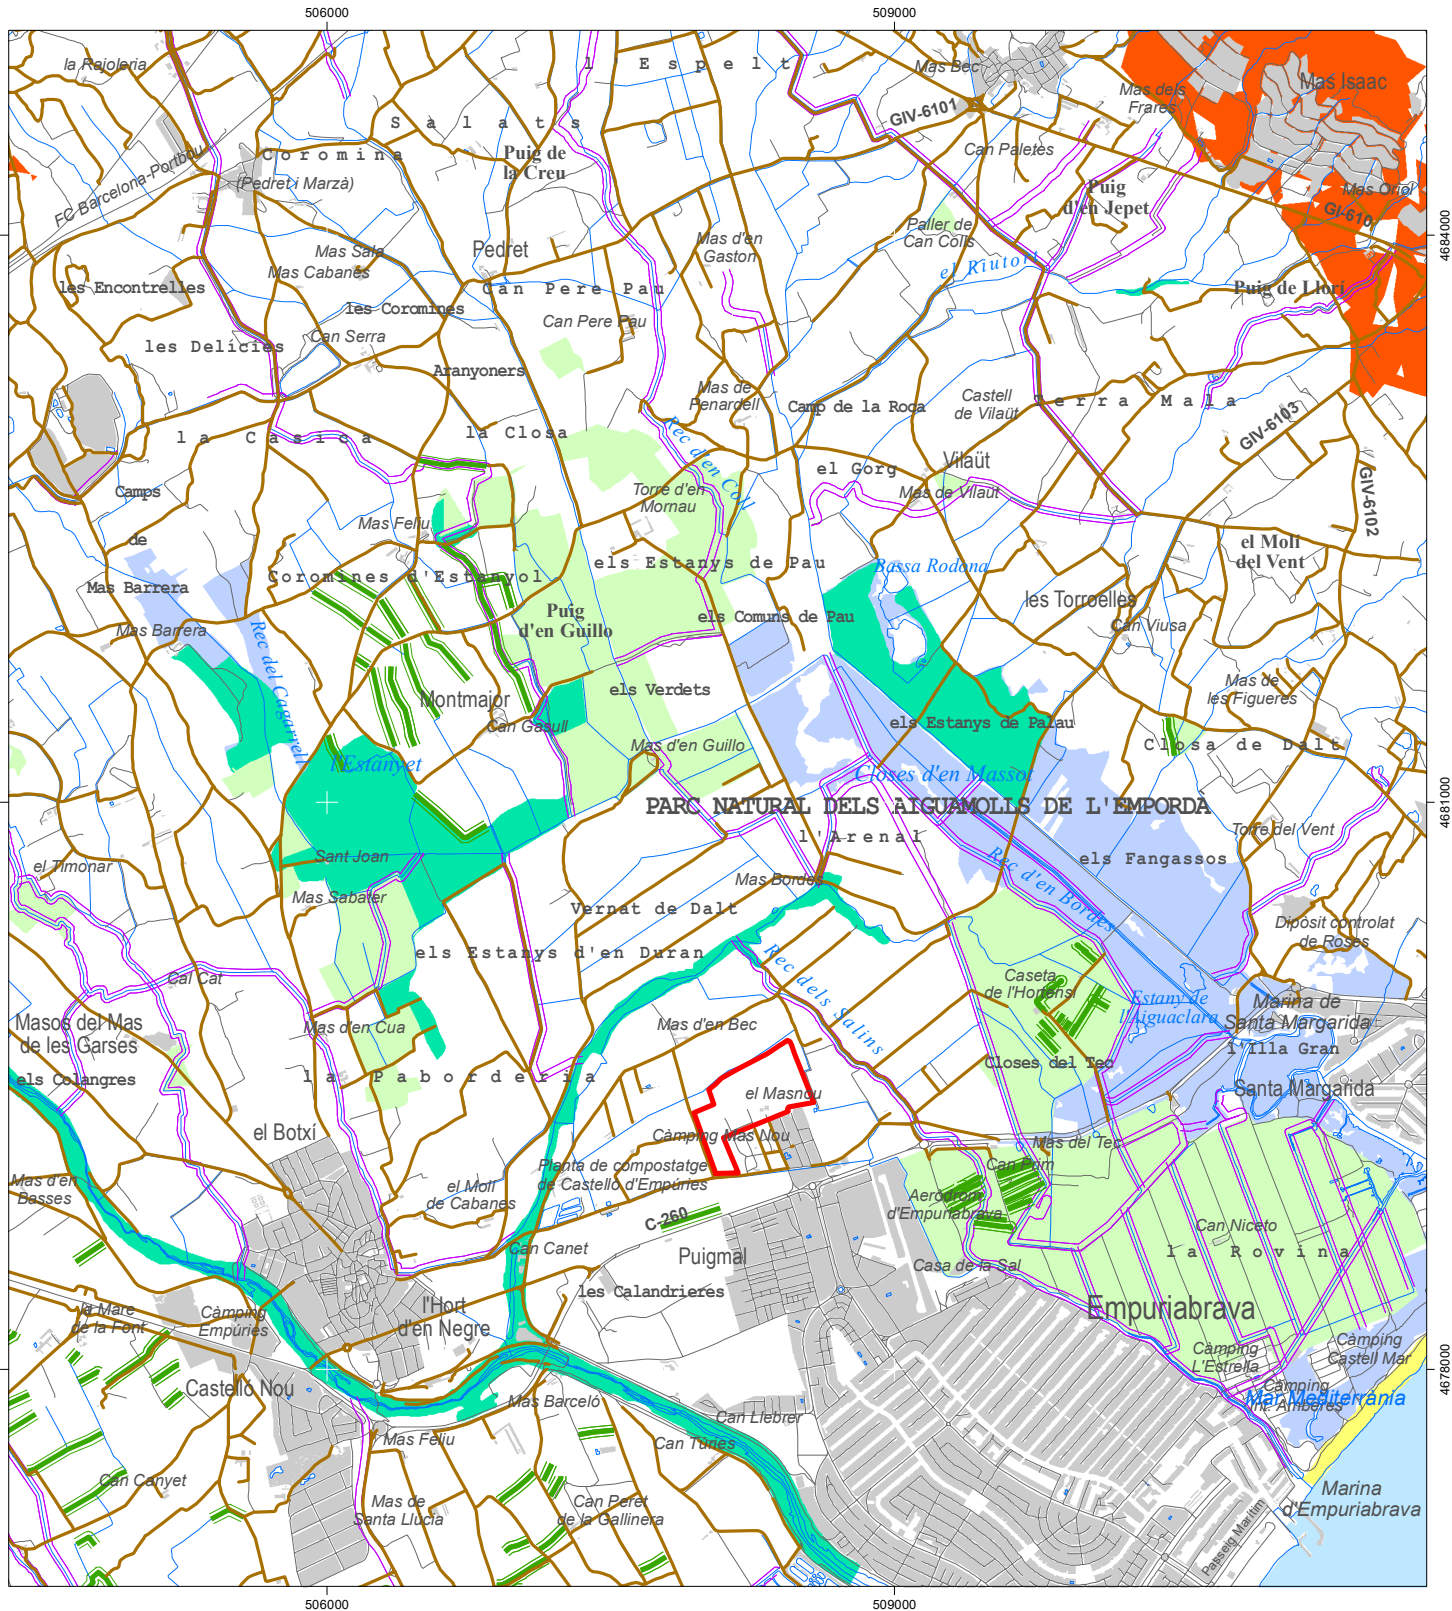 506000
509000
la Rajoleria
l' Espelt
Mas Bec
Mas dels
Frares
Mas Isaac
GIV-6101
Salats
Coromina
FC Barcelona-Portbou
(Pedret i Marzà)
Puig de
la Creu
Can Paletes
Puig
d'en Jepet
Mas Oriol
GI-610
4684000
Paller de
Can Colls
Mas d'en
Gaston
Mas Sala
Mas Cabanes
Pedret
el Riutort
les Encontrelles
Can Pere Pau
Puig de Llorí
les Coromines
Can Pere Pau
Can Serra
les Delícies
Aranyoners
Mas de
Penardell
Camp de la Roca
Castell
de Vilaüt
Terra Mala
GIV-6103
la Casica
la Closa
Rec d'en Coll
el Gorg
Vilaüt
Mas de Vilaüt
GIV-6102
Camps
de
Mas Barrera
Torre d'en
Mornau
Mas Feliu
el Molí
del Vent
els Estanys de Pau
Bassa Rodona
Coromines d'Estanyol
Puig
d'en Guillo
els Comuns de Pau
les Torroelles
Can Viusa
Mas Barrera
Rec del Cagarrell
Montmajor
els Verdets
Mas de
les Figueres
Can Gasull
els Estanys de Palau
Mas d'en Guillo
Closa de Dalt
l'Estanyet
Closes d'en Massot
PARC NATURAL DELS AIGUAMOLLS DE L'EMPORDA
4681000
l'Arenal
Torre del Vent
el Timonar
Sant Joan
els Fangassos
Rec d'en Bordes
Mas Bordes
Mas Sabater
Vernat de Dalt
Dipòsit controlat
de Roses
els Estanys d'en Duran
Rec dels Salins
Cal Cat
Caseta
de l'Hortensi
Estany de
l'Aiguaclara
Marina de
Santa Margarida
Masos del Mas
de les Garses
Mas d'en Cua
Mas d'en Bec
l'Illa Gran
els Colangres
la Paborderia
Closes del Tec
Santa Margarida
el Masnou
el Botxí
Càmping Mas Nou
Mas del Tec
Can Prim
Mas d'en
Basses
Planta de compostatge
de Castelló d'Empúries
el Molí
de Cabanes
Aeròdrom
d'Empuriabrava
C-260
Can Niceto
Can Canet
Puigmal
la Rovina
Casa de la Sal
les Calandrieres
Empuriabrava
la Mare
de la Font
Càmping
Empúries
l'Hort
d'en Negre
Càmping
L'Estrella
Càmping
Castell Mar
4678000
Castelló Nou
Càmping
Int. Amberes
Mar Mediterrània
Mas Barceló
Can Llebrer
Mas Feliu
Can Túries
Can Canyet
Mas de
Santa Llúcia
Can Peret
de la Gallinera
Marina
d'Empuriabrava
Passeig Marítim
506000
509000